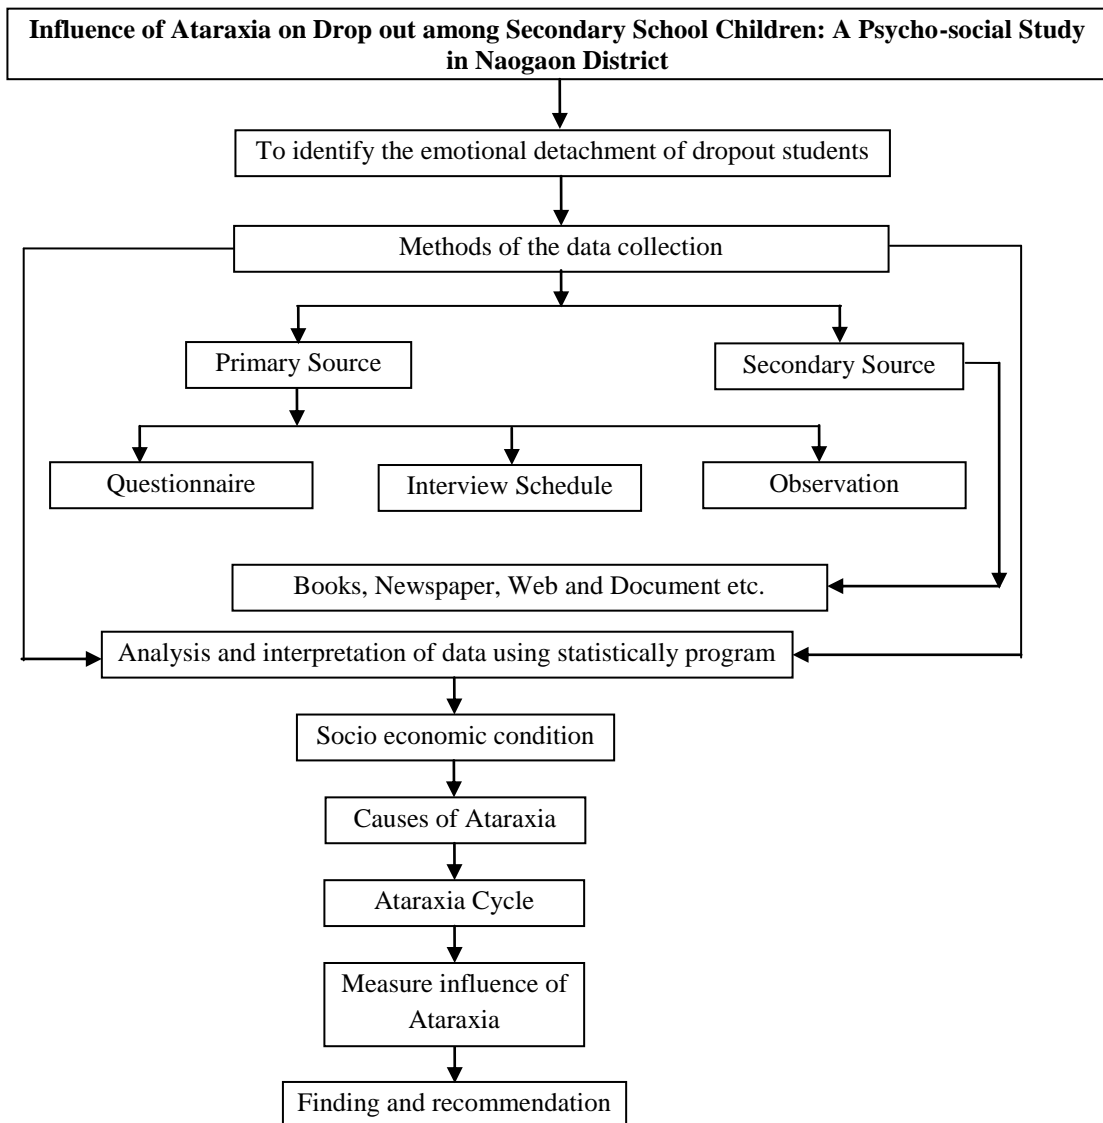 Influence of Ataraxia on Drop out among Secondary School Children: A Psycho-social Study
in Naogaon District
To identify the emotional detachment of dropout students
Methods of the data collection
Primary Source
Secondary Source
Questionnaire
Interview Schedule
Observation
Books, Newspaper, Web and Document etc.
Analysis and interpretation of data using statistically program
Socio economic condition
Causes of Ataraxia
Ataraxia Cycle
Measure influence of
Ataraxia
Finding and recommendation